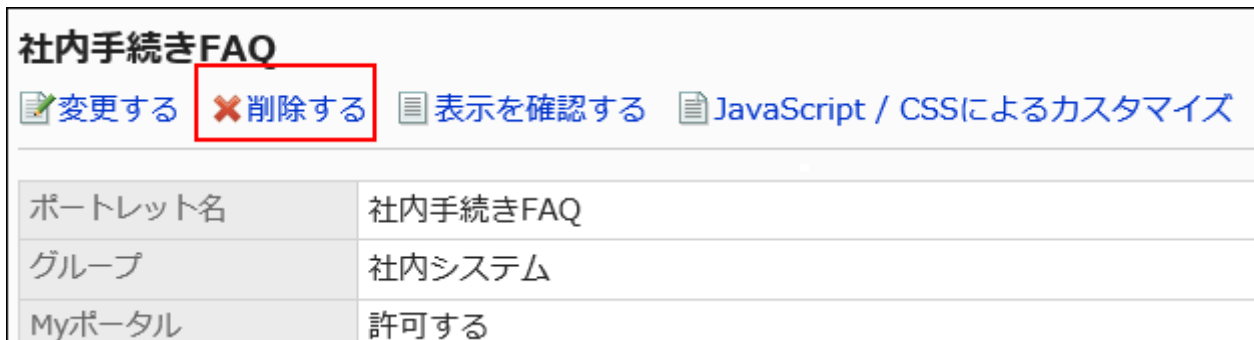 社内手続きFAQ
変更する 削除する 表示を確認する JavaScript / CSSによるカスタマイズ
ポートレット名 社内手続きFAQ
グループ 社内システム
Myポータル 許可する